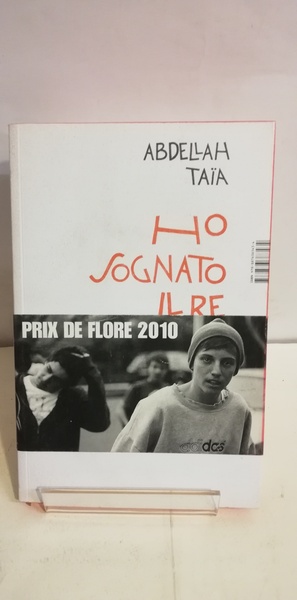 ABDELLAH
TAÏA
HO
SOGNATO
IL RE
PRIX DE FLORE 2010